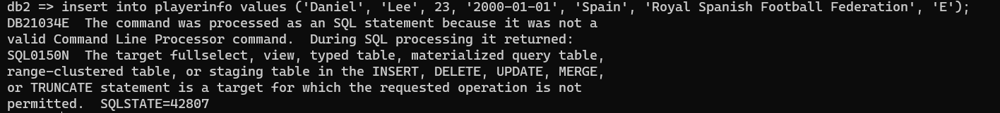 db2 => insert into playerinfo values ('Daniel', 'Lee', 23, '2000-01-01', 'Spain', 'Royal Spanish Football Federation', 'E');
DB21034E  The command was processed as an SQL statement because it was not a
valid Command Line Processor command.  During SQL processing it returned:
SQL0150N  The target fullselect, view, typed table, materialized query table,
range-clustered table, or staging table in the INSERT, DELETE, UPDATE, MERGE,
or TRUNCATE statement is a target for which the requested operation is not
permitted.  SQLSTATE=42807